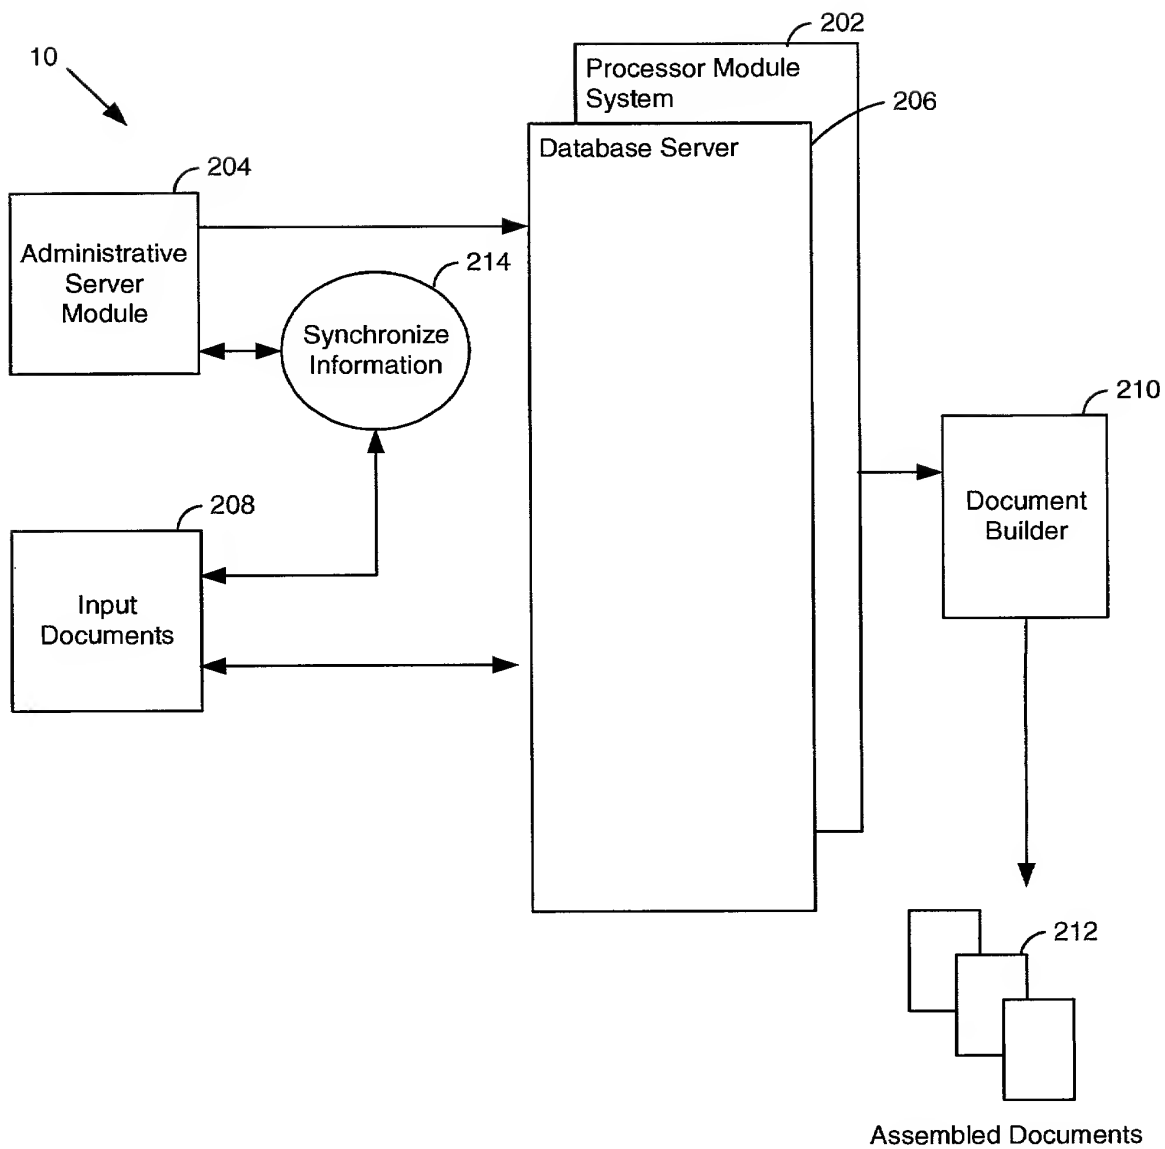 202
10
Processor Module
System
206
Database Server
204
Administrative
Server
Module
214
Synchronize
Information
210
208
Document
Builder
Input
Documents
212
Assembled Documents